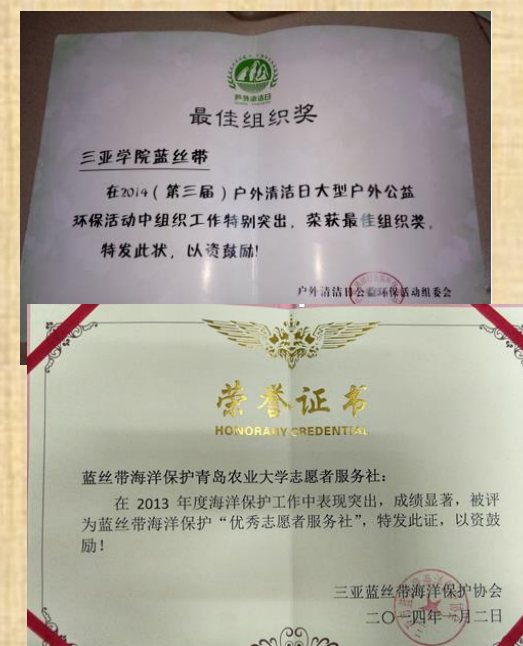 户外清洁日
最佳组织奖
三亚学院蓝丝带
在2014（第三届）户外清洁日大型户外公益
环保活动中组织工作特别突出，荣获最佳组织奖，
特发此状，以资鼓励！
户外清洁日公益环保活动组委会
荣誉证书
HONORARY CREDENTIAL
蓝丝带海洋保护青岛农业大学志愿者服务社：
在 2013 年度海洋保护工作中表现突出，成绩显著，被评
为蓝丝带海洋保护“优秀志愿者服务社”，特发此证，以资鼓
励！
三亚蓝丝带海洋保护协会
二〇一四年一月二日